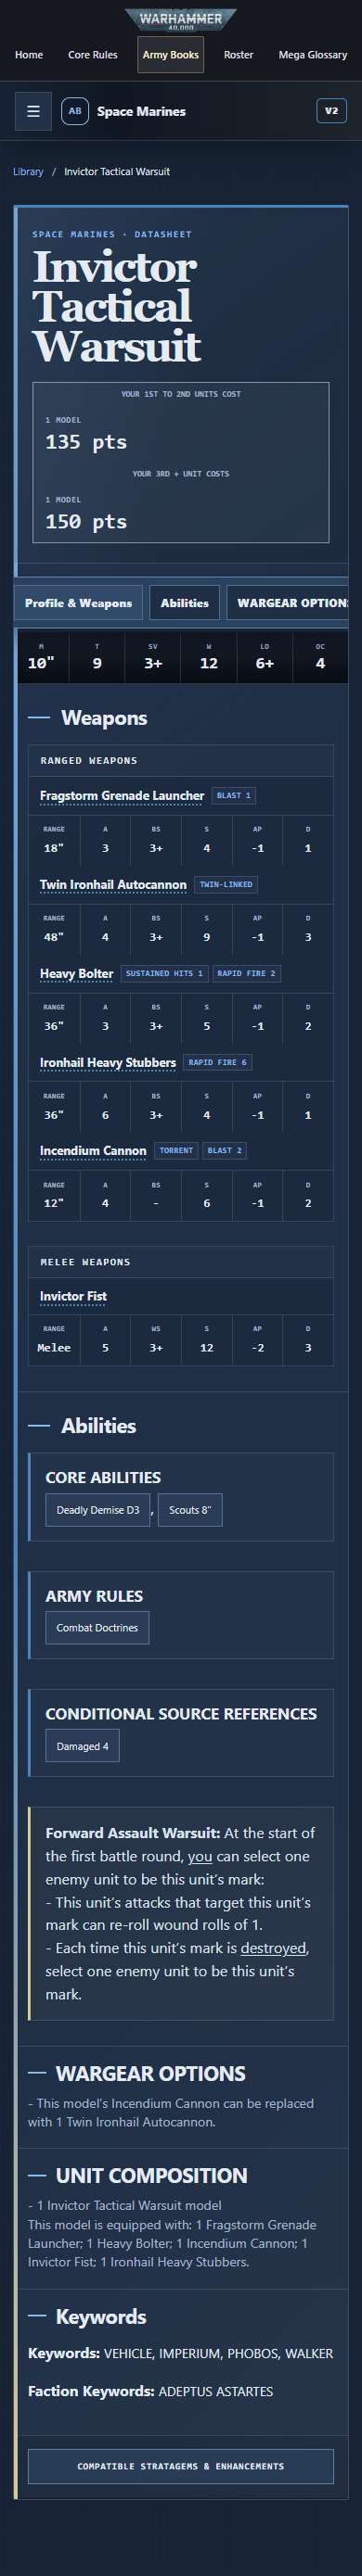 WARHAMMER
40,000
Home Core Rules Army Books Roster Mega Glossary
☰ AB Space Marines V2
Library / Invictor Tactical Warsuit
SPACE MARINES · DATASHEET
Invictor
Tactical
Warsuit
YOUR 1ST TO 2ND UNITS COST
1 MODEL
135 pts
YOUR 3RD + UNIT COSTS
1 MODEL
150 pts
Profile & Weapons Abilities WARGEAR OPTION
M T SV W LD OC
10" 9 3+ 12 6+ 4
Weapons
RANGED WEAPONS
Fragstorm Grenade Launcher BLAST 1
RANGE A BS S AP D
18" 3 3+ 4 -1 1
Twin Ironhail Autocannon TWIN-LINKED
RANGE A BS S AP D
48" 4 3+ 9 -1 3
Heavy Bolter SUSTAINED HITS 1 RAPID FIRE 2
RANGE A BS S AP D
36" 3 3+ 5 -1 2
Ironhail Heavy Stubbers RAPID FIRE 6
RANGE A BS S AP D
36" 6 3+ 4 -1 1
Incendium Cannon TORRENT BLAST 2
RANGE A BS S AP D
12" 4 - 6 -1 2
MELEE WEAPONS
Invictor Fist
RANGE A WS S AP D
Melee 5 3+ 12 -2 3
Abilities
CORE ABILITIES
Deadly Demise D3 , Scouts 8"
ARMY RULES
Combat Doctrines
CONDITIONAL SOURCE REFERENCES
Damaged 4
Forward Assault Warsuit: At the start of
the first battle round, you can select one
enemy unit to be this unit's mark:
- This unit's attacks that target this unit's
mark can re-roll wound rolls of 1.
- Each time this unit's mark is destroyed,
select one enemy unit to be this unit's
mark.
WARGEAR OPTIONS
- This model's Incendium Cannon can be replaced
with 1 Twin Ironhail Autocannon.
UNIT COMPOSITION
- 1 Invictor Tactical Warsuit model
This model is equipped with: 1 Fragstorm Grenade
Launcher; 1 Heavy Bolter; 1 Incendium Cannon; 1
Invictor Fist; 1 Ironhail Heavy Stubbers.
Keywords
Keywords: VEHICLE, IMPERIUM, PHOBOS, WALKER
Faction Keywords: ADEPTUS ASTARTES
COMPATIBLE STRATAGEMS & ENHANCEMENTS